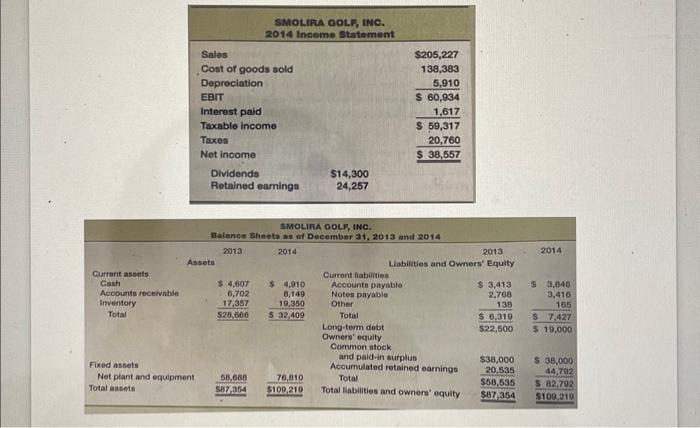 SMOLIRA GOLF, INC.
2014 Income Statement
Sales $205,227
Cost of goods sold 138,383
Depreciation 5,910
EBIT $ 60,934
Interest paid 1,617
Taxable income $ 59,317
Taxes 20,760
Net income $ 38,557
Dividends $14,300
Retained earnings 24,257
SMOLIRA GOLF, INC.
Balance Sheets as of December 31, 2013 and 2014
2013 2014 2013 2014
Assets Liabilities and Owners' Equity
Current assets Current liabilities
Cash $ 4,607 $ 4,910 Accounts payable $ 3,413 $ 3,846
Accounts receivable 6,702 8,149 Notes payable 2,768 3,416
Inventory 17,357 19,350 Other 138 165
Total $28,666 $ 32,409 Total $ 6,319 $ 7,427
Long-term debt $22,500 $ 19,000
Owners' equity
Common stock
and paid-in surplus $38,000 $ 38,000
Fixed assets Accumulated retained earnings 20,535 44,792
Net plant and equipment 58,688 76,810 Total $58,535 $ 82,792
Total assets $87,354 $109,219 Total liabilities and owners' equity $87,354 $109,219